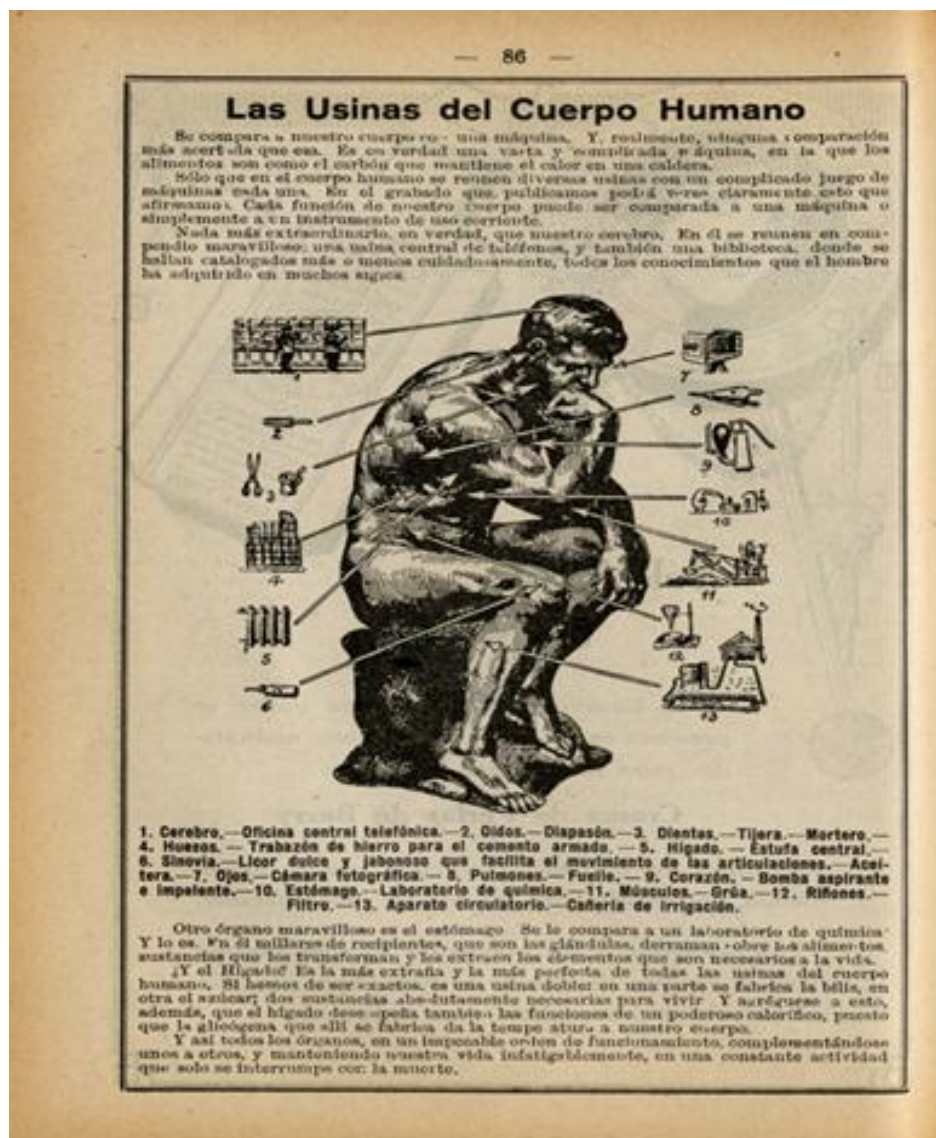 — 86 —
Las Usinas del Cuerpo Humano
Se compara a nuestro cuerpo con una máquina. Y, realmente, ninguna comparación
más acertada que esa. Es en verdad una vasta y complicada máquina, en la que los
alimentos son como el carbón que mantiene el calor en una caldera.
Sólo que en el cuerpo humano se reunen diversas usinas con un complicado juego de
máquinas cada una. En el grabado que publicamos podrá verse claramente esto que
afirmamos. Cada función de nuestro cuerpo puede ser comparada a una máquina o
simplemente a un instrumento de uso corriente.
Nada más extraordinario, en verdad, que nuestro cerebro. En él se reunen en com-
pendio maravilloso; una usina central de teléfonos, y también una biblioteca, donde se
hallan catalogados más o menos cuidadosamente, todos los conocimientos que el hombre
ha adquirido en muchos siglos.
1
2
3
4
5
6
7
8
9
10
11
12
13
1. Cerebro.—Oficina central telefónica.—2. Oidos.—Diapasón.—3. Dientes.—Tijera.—Mortero.—
4. Huesos. — Trabazón de hierro para el cemento armado. — 5. Hígado. — Estufa central.—
6. Sinovia.—Licor dulce y jabonoso que facilita el movimiento de las articulaciones.—Acei-
tera.—7. Ojos.—Cámara fotográfica. — 8. Pulmones.—Fuelle. — 9. Corazón. — Bomba aspirante
e impelente.—10. Estómago.—Laboratorio de química.—11. Músculos.—Grúa.—12. Riñones.—
Filtro.—13. Aparato circulatorio.—Cañería de irrigación.
Otro órgano maravilloso es el estómago. Se le compara a un laboratorio de química
Y lo es. En él millares de recipientes, que son las glándulas, derraman sobre los alimentos
sustancias que los transforman y les extraen los elementos que son necesarios a la vida.
¿Y el Hígado? Es la más extraña y la más perfecta de todas las usinas del cuerpo
humano. Si hemos de ser exactos, es una usina doble: en una parte se fabrica la bilis, en
otra el azúcar; dos sustancias absolutamente necesarias para vivir. Y agréguese a esto,
además, que el hígado desempeña también las funciones de un poderoso calorífico, puesto
que la glicógena que allí se fabrica da la temperatura a nuestro cuerpo.
Y así todos los órganos, en un impecable orden de funcionamiento, complementándose
unos a otros, y manteniendo nuestra vida infatigablemente, en una constante actividad
que solo se interrumpe con la muerte.